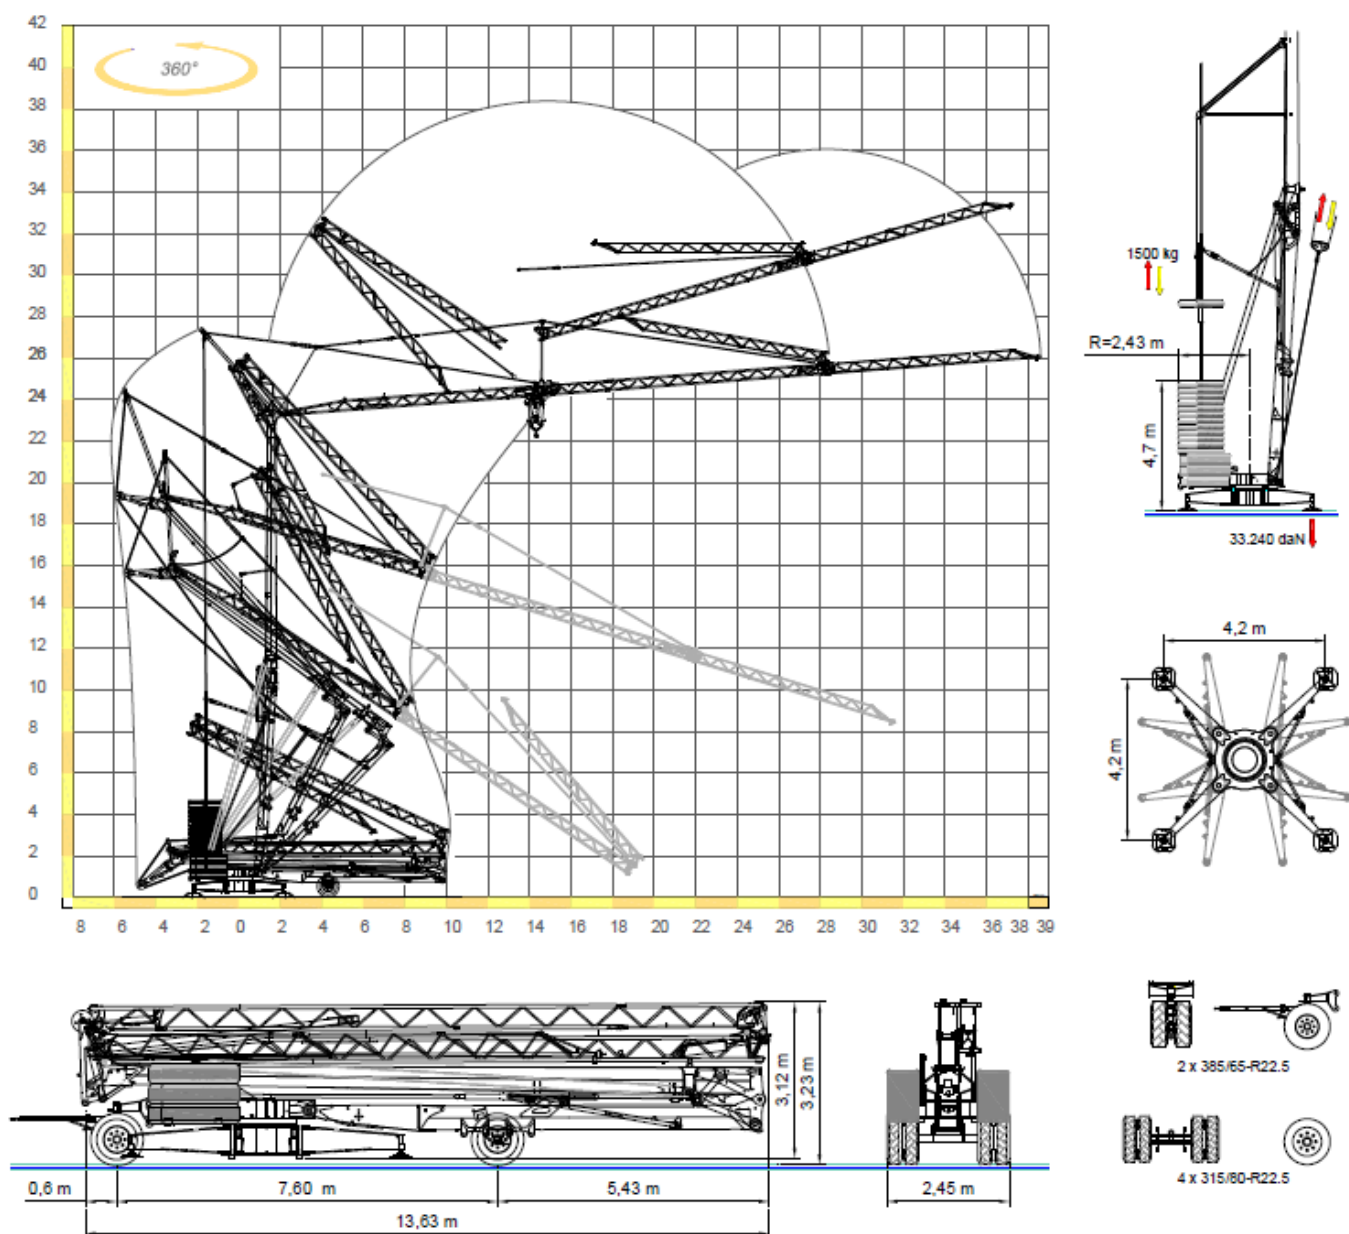 42
40
38
36
34
32
30
28
26
24
22
20
18
16
14
12
10
8
6
4
2
0
360°
8 6 4 2 0 2 4 6 8 10 12 14 16 18 20 22 24 26 28 30 32 34 36 38 39
1500 kg
R=2,43 m
4,7 m
33.240 daN
4,2 m
4,2 m
3,12 m
3,23 m
0,6 m
7,60 m
5,43 m
13,63 m
2,45 m
2 x 385/65-R22.5
4 x 315/80-R22.5